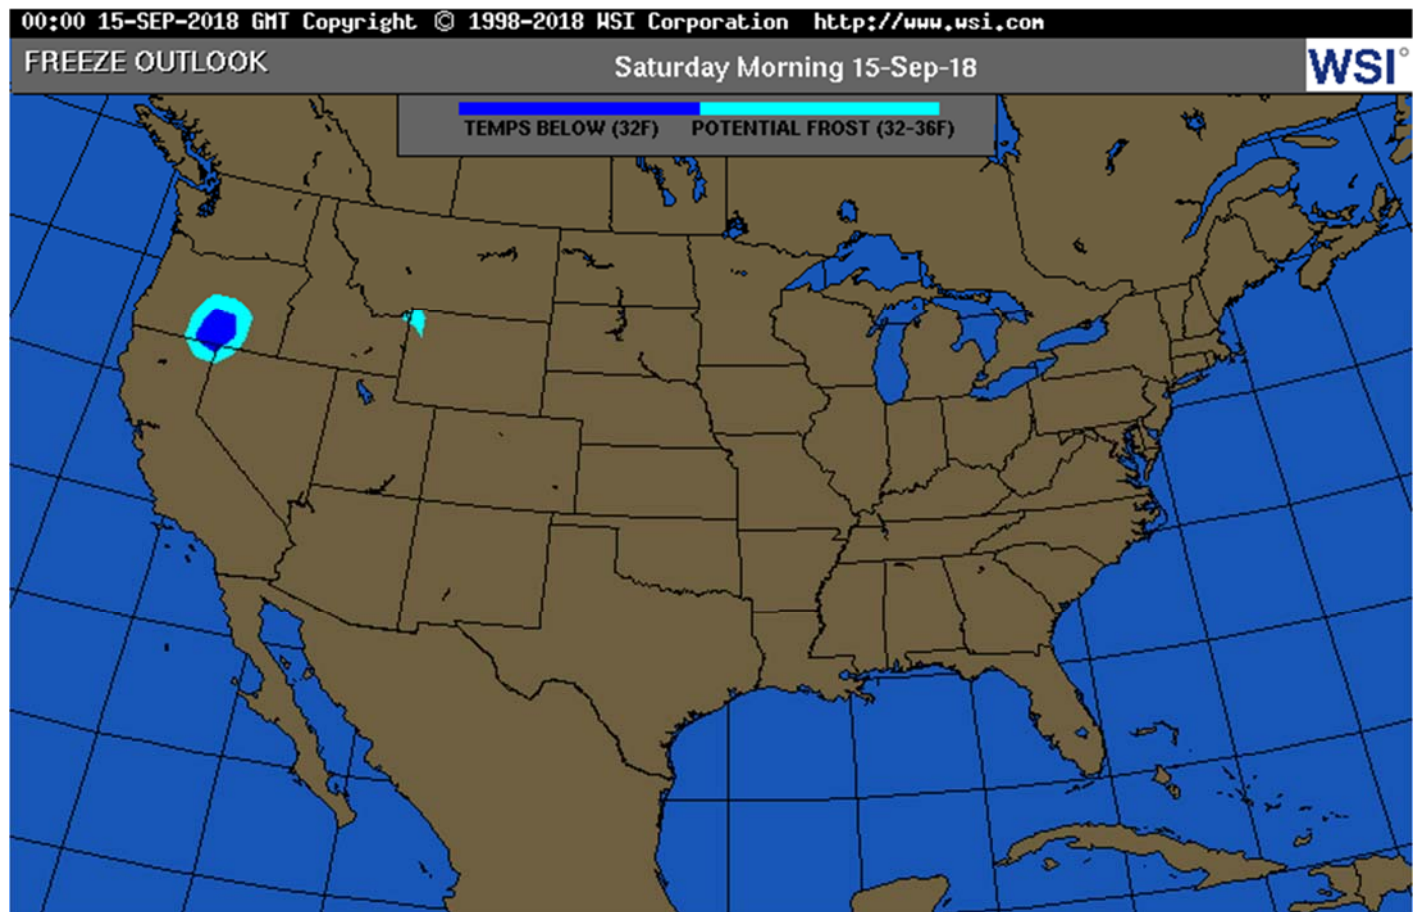 00:00 15-SEP-2018 GMT Copyright © 1998-2018 WSI Corporation http://www.wsi.com
FREEZE OUTLOOK
Saturday Morning 15-Sep-18
WSI
TEMPS BELOW (32F) POTENTIAL FROST (32-36F)